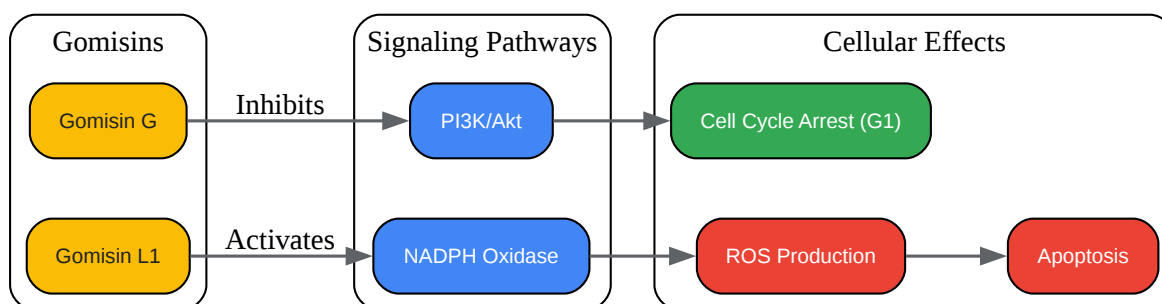 Gomisins
Signaling Pathways
Cellular Effects
Gomisin G
Inhibits
PI3K/Akt
Cell Cycle Arrest (G1)
Gomisin L1
Activates
NADPH Oxidase
ROS Production
Apoptosis